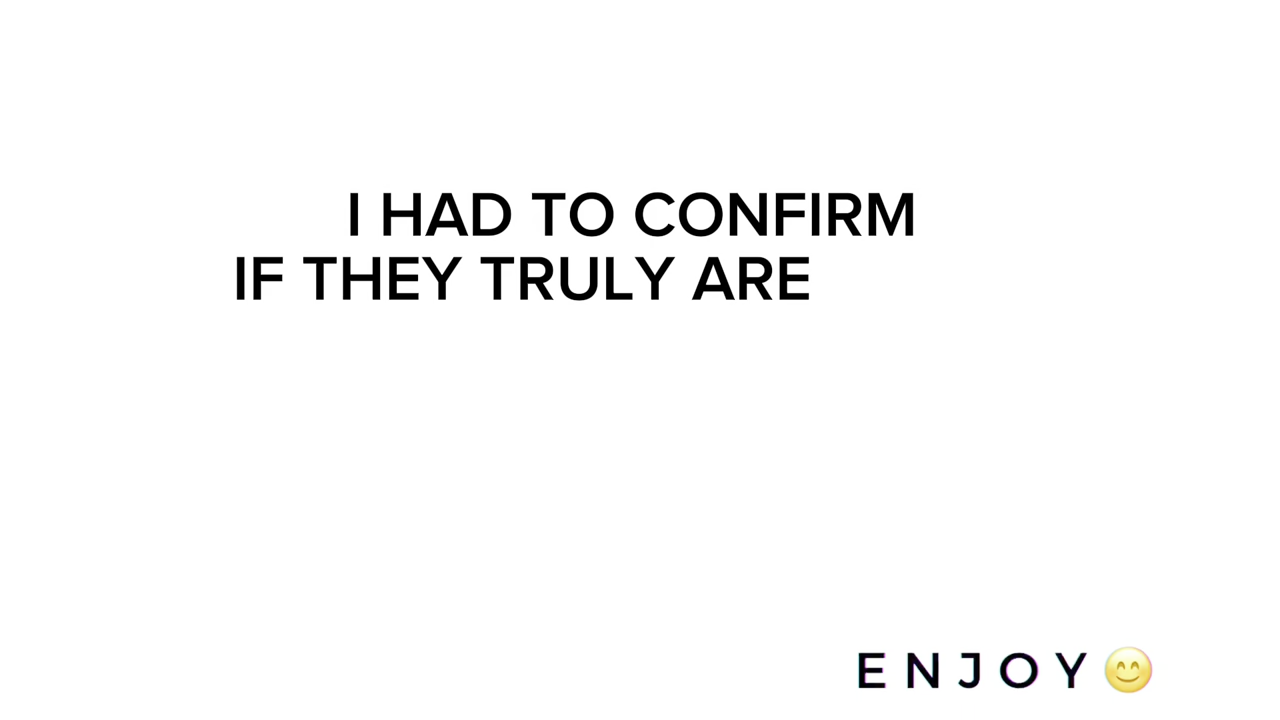 I HAD TO CONFIRM
IF THEY TRULY ARE
ENJOY😊